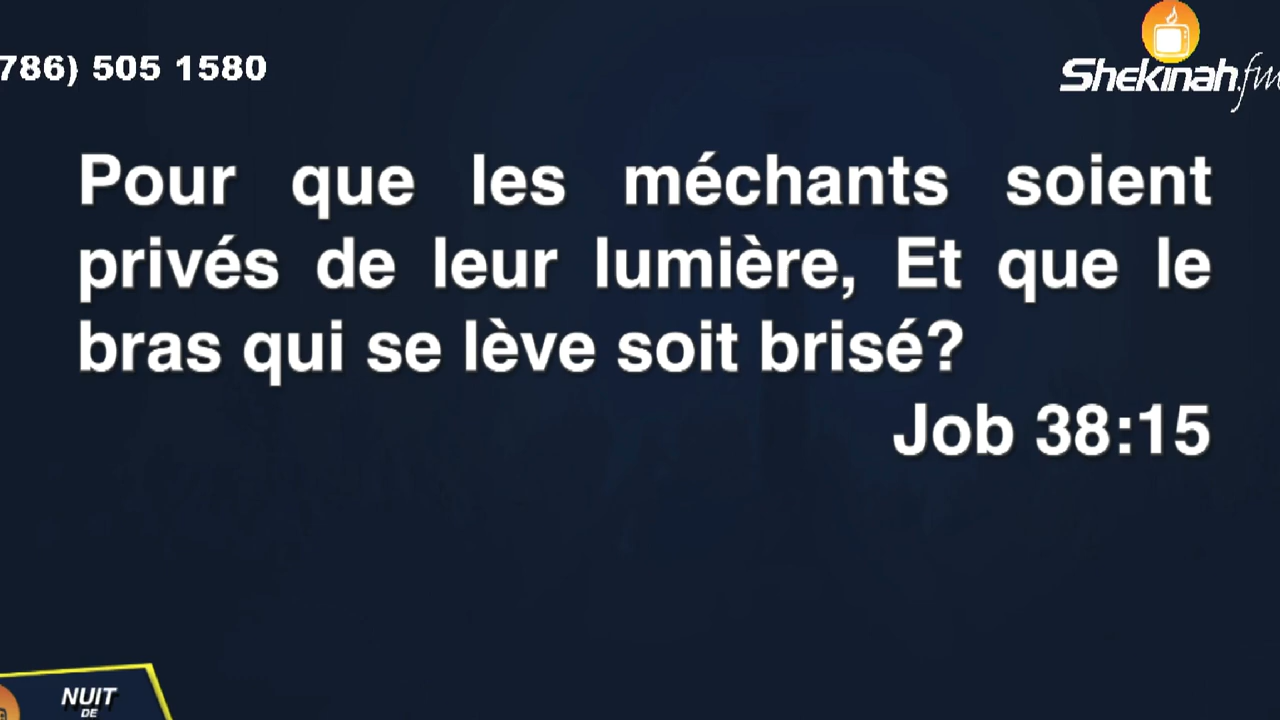 786) 505 1580
Shekinah.fm
Pour que les méchants soient
privés de leur lumière, Et que le
bras qui se lève soit brisé?
Job 38:15
NUIT
DE